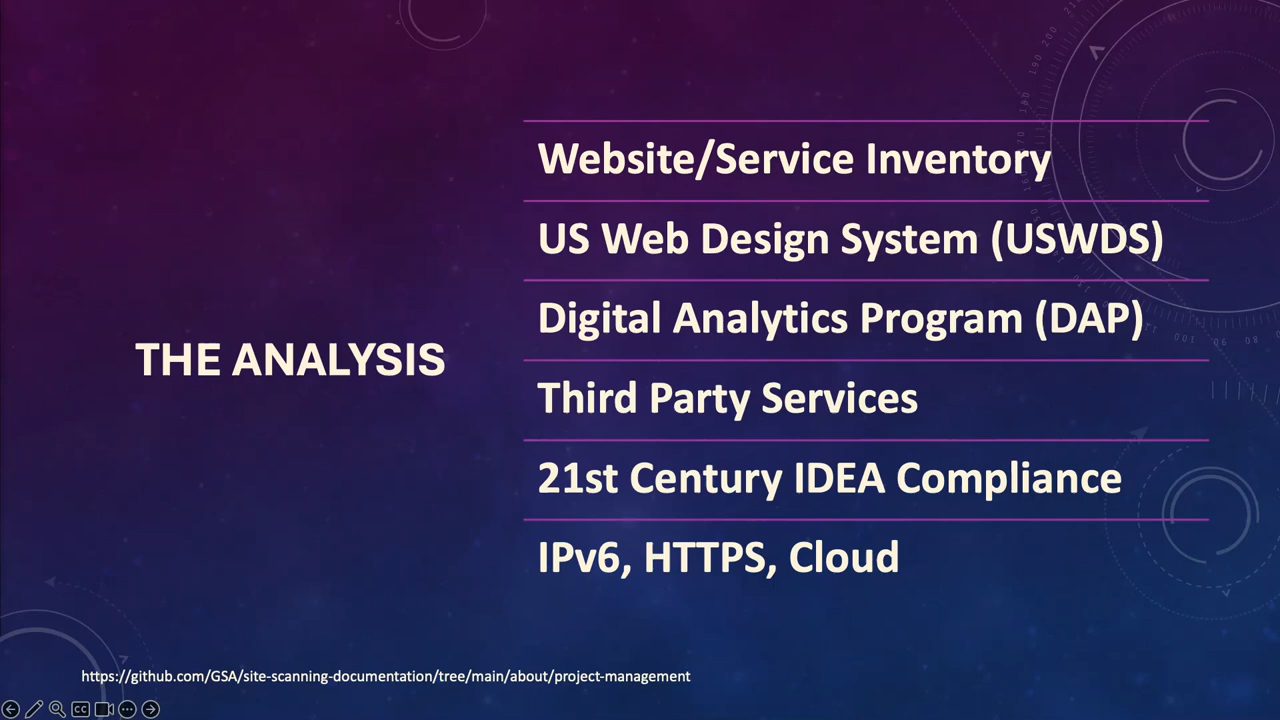 THE ANALYSIS
Website/Service Inventory
US Web Design System (USWDS)
Digital Analytics Program (DAP)
Third Party Services
21st Century IDEA Compliance
IPv6, HTTPS, Cloud
https://github.com/GSA/site-scanning-documentation/tree/main/about/project-management
CC